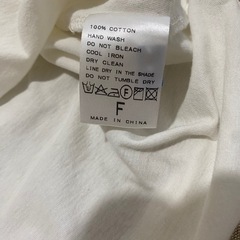 100% COTTON
HAND WASH
DO NOT BLEACH
COOL IRON
DRY CLEAN
LINE DRY IN THE SHADE
DO NOT TUMBLE DRY
F
F
MADE IN CHINA